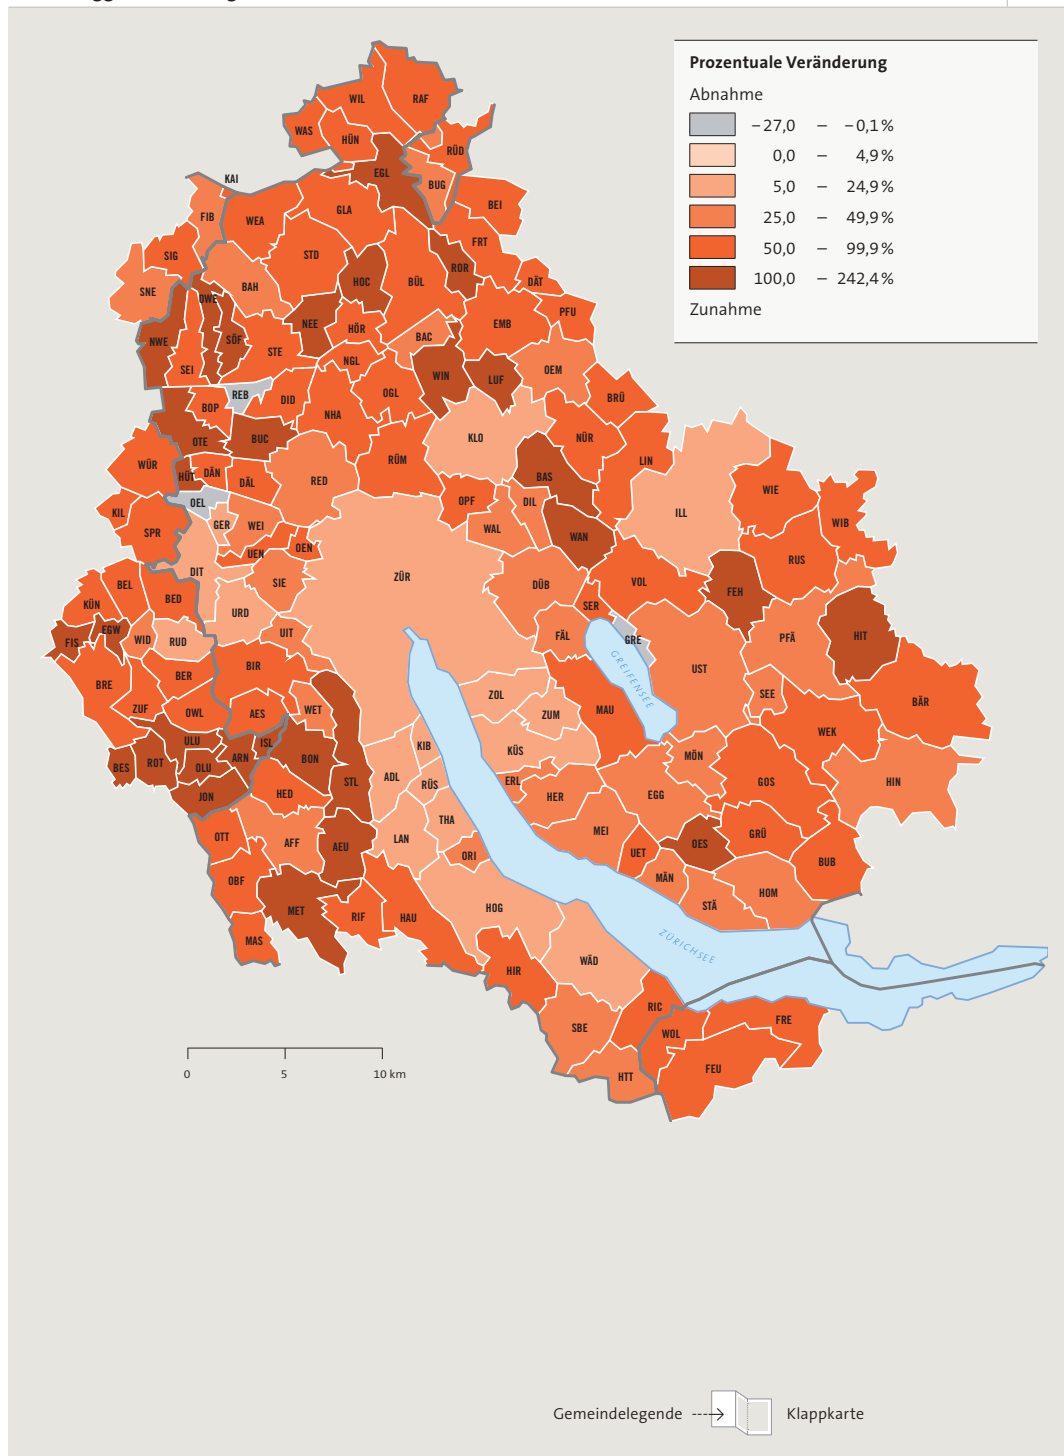 Prozentuale Veränderung
Abnahme
−27,0 – −0,1 %
0,0 – 4,9 %
5,0 – 24,9 %
25,0 – 49,9 %
50,0 – 99,9 %
100,0 – 242,4 %
Zunahme
WIL
RAF
WAS
HÜN
RÜD
EGL
KAI
BUG
BEI
FIB
WEA
GLA
FRT
SIG
STD
ROR
HOC
BÜL
DÄT
SNE
BAH
OWE
PFU
NEE
HÖR
EMB
BAC
NWE
SÖF
STE
SEI
NGL
WIN
LUF
OEM
REB
DID
OGL
BRÜ
BOP
NHA
OTE
BUC
KLO
NÜR
WÜR
RÜM
LIN
HÜT
DÄN
DÄL
RED
BAS
WIE
OEL
OPF
DIL
KIL
GER
WEI
ILL
WIB
SPR
WAL
WAN
UEN
OEN
RUS
DIT
ZÜR
BEL
SIE
DÜB
VOL
FEH
BED
KÜN
URD
SER
EGW
FIS
WID
RUD
UIT
FÄL
GRE
PFÄ
HIT
BIR
UST
BRE
BER
GREIFENSEE
ZOL
SEE
BÄR
ZUF
OWL
AES
WET
ZUM
MAU
WEK
ULU
ISL
KIB
KÜS
BES
ROT
OLU
ARN
BON
MÖN
JON
HED
STL
ADL
RÜS
ERL
HER
EGG
GOS
HIN
THA
OTT
AFF
AEU
LAN
MEI
GRÜ
OES
ORI
UET
BUB
OBF
MÄN
HOM
STÄ
MET
RIF
HAU
HOG
MAS
ZÜRICHSEE
HIR
WÄD
RIC
SBE
WOL
FRE
HTT
FEU
0 5 10 km
Gemeindelegende Klappkarte